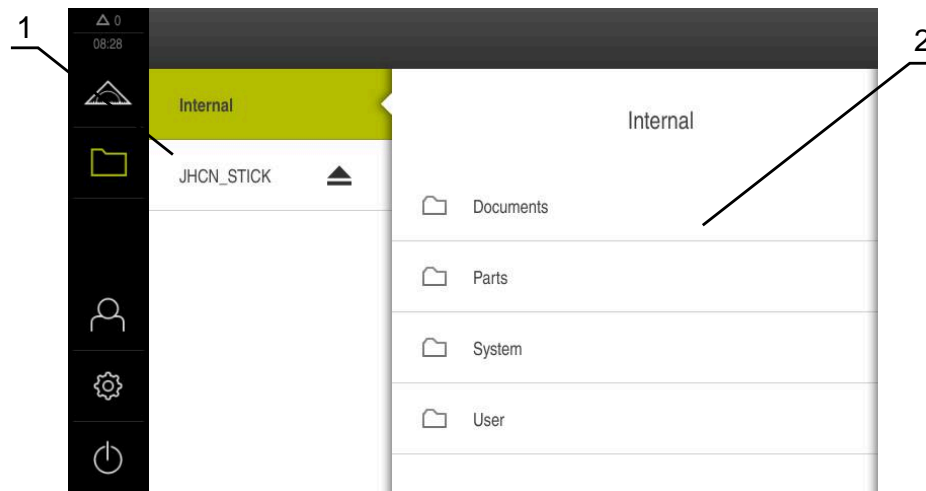 1
0
08:28
2
Internal
Internal
JHCN_STICK
Documents
Parts
System
User